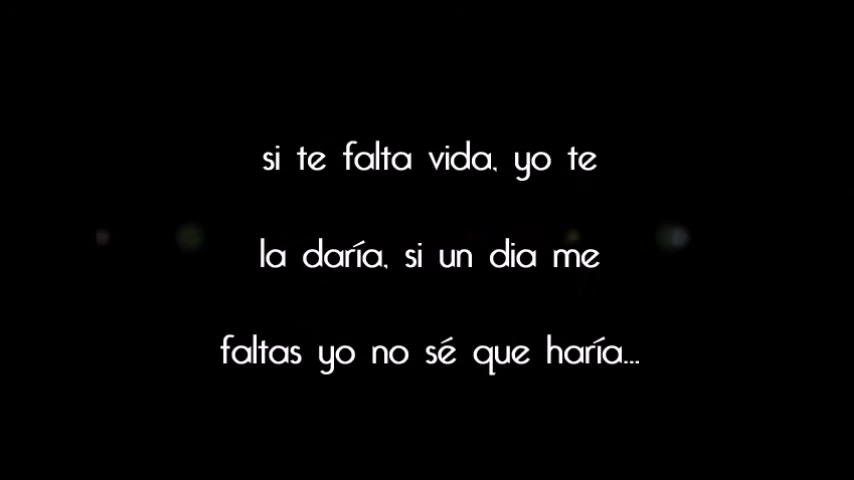 si te falta vida, yo te
la daría, si un dia me
faltas yo no sé que haría...